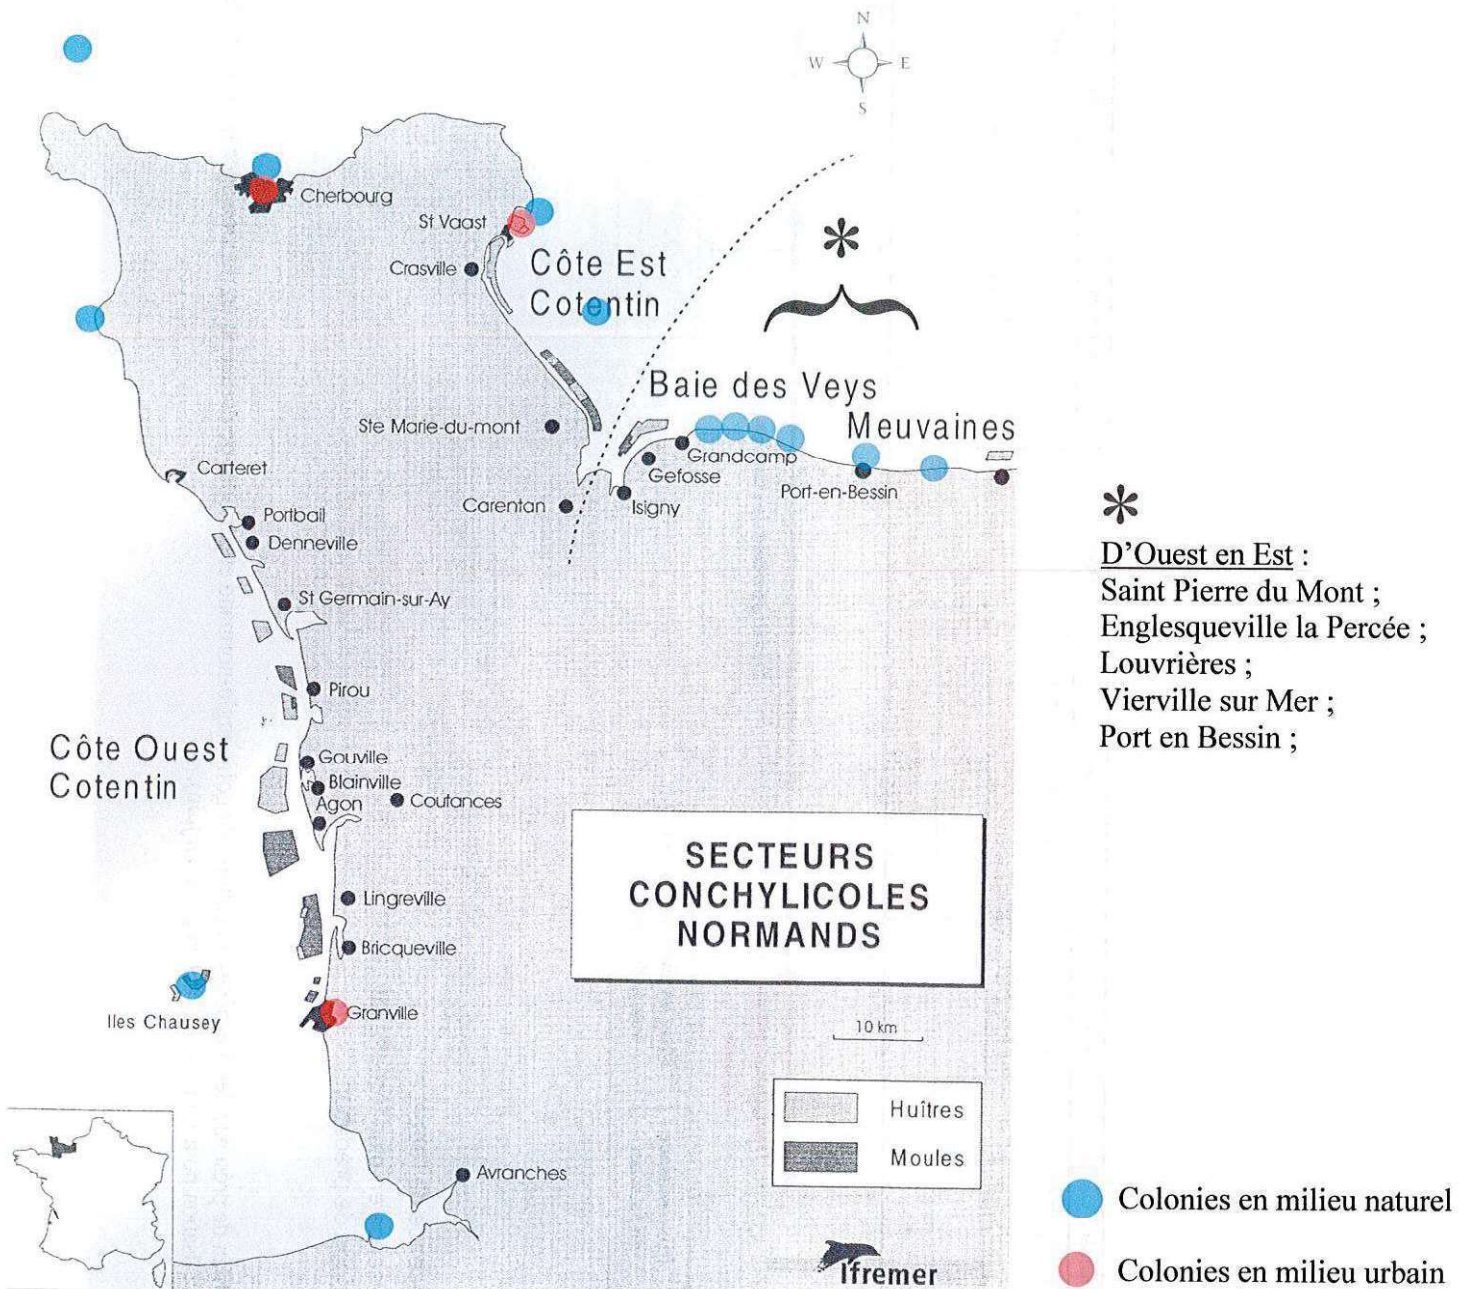 N
W E
S
Cherbourg
St Vaast
Crasville
Côte Est
Cotentin
*
Baie des Veys
Meuvaines
Ste Marie-du-mont
Grandcamp
Gefosse
Port-en-Bessin
Carteret
Carentan
Isigny
Portbail
Denneville
St Germain-sur-Ay
Pirou
Côte Ouest
Cotentin
Gouville
Blainville
Agon
Coutances
Lingreville
Bricqueville
Iles Chausey
Granville
Avranches
SECTEURS
CONCHYLICOLES
NORMANDS
10 km
Huîtres
Moules
Ifremer
*
D'Ouest en Est :
Saint Pierre du Mont ;
Englesqueville la Percée ;
Louvrières ;
Vierville sur Mer ;
Port en Bessin ;
Colonies en milieu naturel
Colonies en milieu urbain